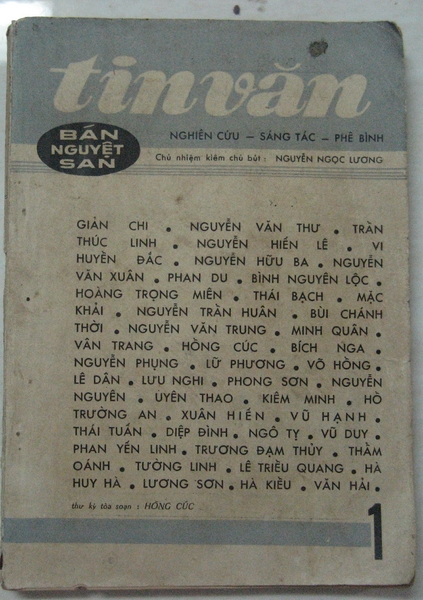 tin văn
BÁN
NGUYỆT
SAN
NGHIÊN CỨU – SÁNG TÁC – PHÊ BÌNH
Chủ nhiệm kiêm chủ bút : NGUYỄN NGỌC LƯƠNG
GIẢN CHI • NGUYỄN VĂN THƯ • TRẦN
THÚC LINH • NGUYỄN HIẾN LÊ • VI
HUYỀN ĐẮC • NGUYỄN HỮU BA • NGUYỄN
VĂN XUÂN • PHAN DU • BÌNH NGUYÊN LỘC •
HOÀNG TRỌNG MIÊN • THÁI BẠCH • MẶC
KHẢI • NGUYỄN TRẦN HUÂN • BÙI CHÁNH
THỜI • NGUYỄN VĂN TRUNG • MINH QUÂN •
VÂN TRANG • HỒNG CÚC • BÍCH NGA •
NGUYỄN PHỤNG • LỮ PHƯƠNG • VÕ HỒNG •
LÊ DÂN • LƯU NGHI • PHONG SƠN • NGUYỄN
NGUYÊN • UYÊN THAO • KIÊM MINH • HỒ
TRƯỜNG AN • XUÂN HIẾN • VŨ HẠNH •
THÁI TUẤN • DIỆP ĐÌNH • NGÔ TỴ • VŨ DUY •
PHAN YẾN LINH • TRƯƠNG ĐẠM THỦY • THẦM
OÁNH • TƯỜNG LINH • LÊ TRIỀU QUANG • HÀ
HUY HÀ • LƯƠNG SƠN • HÀ KIỀU • VĂN HẢI •
thư ký tòa soạn : HỒNG CÚC
1